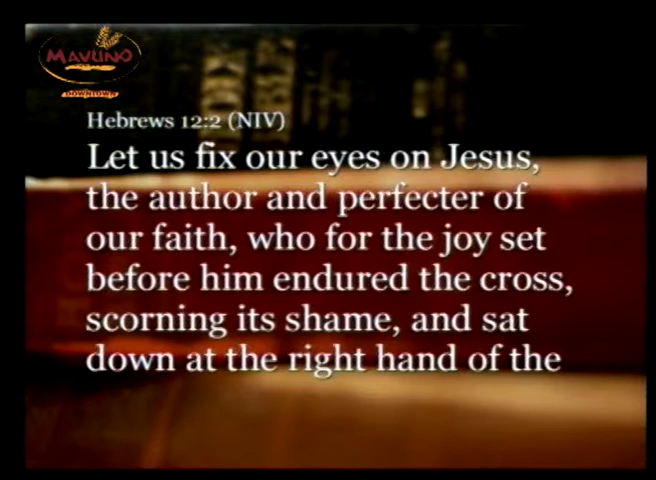 MAVUNO
DOWNTOWN
Hebrews 12:2 (NIV)
Let us fix our eyes on Jesus,
the author and perfecter of
our faith, who for the joy set
before him endured the cross,
scorning its shame, and sat
down at the right hand of the